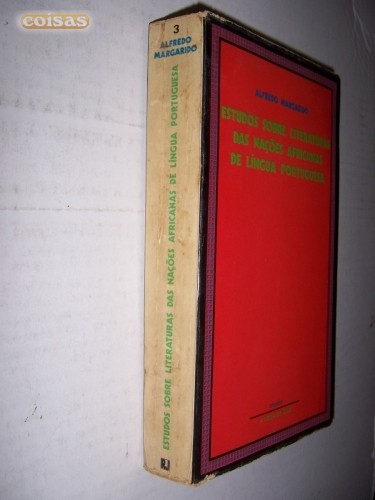 coisas
3
ALFREDO
MARGARIDO
ESTUDOS SOBRE LITERATURAS DAS NAÇÕES AFRICANAS DE LÍNGUA PORTUGUESA
ALFREDO MARGARIDO
ESTUDOS SOBRE LITERATURAS
DAS NAÇÕES AFRICANAS
DE LÍNGUA PORTUGUESA